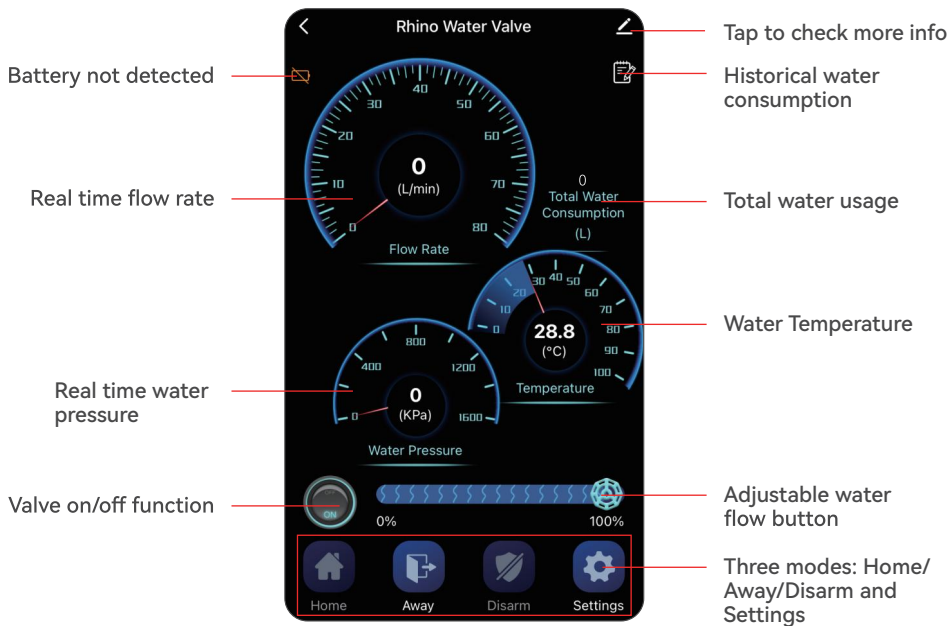 Rhino Water Valve
Tap to check more info
Battery not detected
Historical water
consumption
0
10
20
30
40
50
60
70
80
0
(L/min)
Flow Rate
Real time flow rate
0
Total Water
Consumption
(L)
Total water usage
0
10
20
30
40
50
60
70
80
90
100
28.8
(°C)
Temperature
Water Temperature
0
400
800
1200
1600
0
(KPa)
Water Pressure
Real time water
pressure
Valve on/off function
OFF
ON
0%
100%
Adjustable water
flow button
Home
Away
Disarm
Settings
Three modes: Home/
Away/Disarm and
Settings